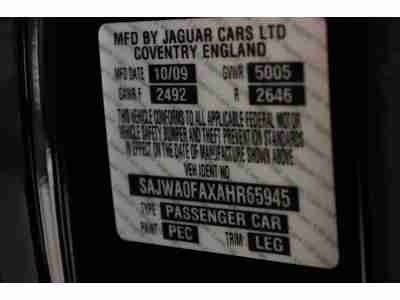 MFD BY JAGUAR CARS LTD
COVENTRY ENGLAND
MFD DATE 10/09 GVWR 5005
GAWR F 2492 R 2646
THIS VEHICLE CONFORMS TO ALL APPLICABLE FEDERAL MOTOR
VEHICLE SAFETY, BUMPER AND THEFT PREVENTION STANDARDS
IN EFFECT ON THE DATE OF MANUFACTURE SHOWN ABOVE
VEH IDENT NO
SAJWA0FAXAHR65945
TYPE: PASSENGER CAR
PAINT: PEC TRIM: LEG